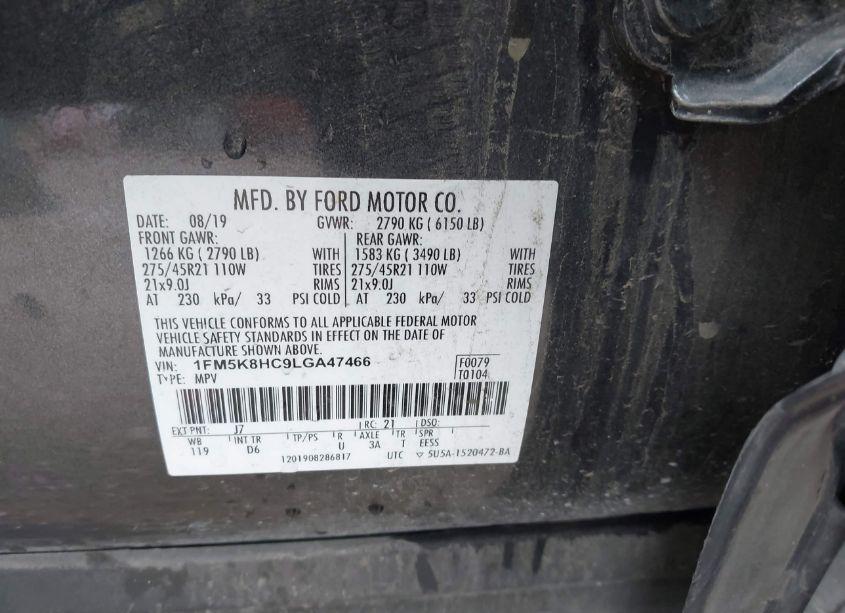 MFD. BY FORD MOTOR CO.
DATE: 08/19 GVWR: 2790 KG ( 6150 LB)
FRONT GAWR: REAR GAWR:
1266 KG ( 2790 LB) WITH 1583 KG ( 3490 LB) WITH
275/45R21 110W TIRES 275/45R21 110W TIRES
21x9.0J RIMS 21x9.0J RIMS
AT 230 kPa/ 33 PSI COLD AT 230 kPa/ 33 PSI COLD
THIS VEHICLE CONFORMS TO ALL APPLICABLE FEDERAL MOTOR
VEHICLE SAFETY STANDARDS IN EFFECT ON THE DATE OF
MANUFACTURE SHOWN ABOVE.
VIN: 1FM5K8HC9LGA47466 F0079
TYPE: MPV T0104
EXT PNT: J7 RC: 21 DSO:
WB INT TR TP/PS R AXLE TR SPR
119 D6 U 3A T EESS
1201908286817 UTC ▽ 5U5A-1520472-BA